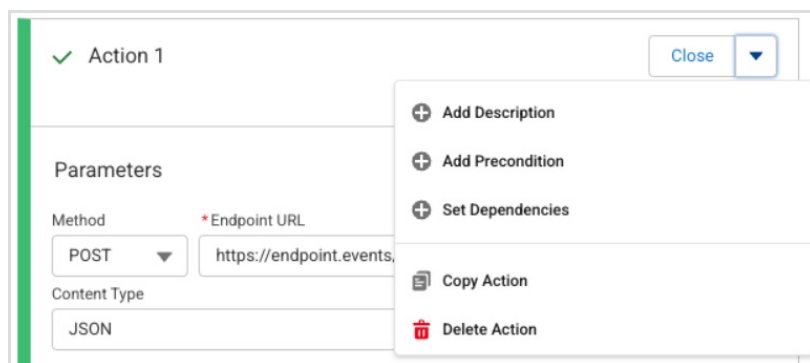 Action 1
Close
Add Description
Add Precondition
Set Dependencies
Copy Action
Delete Action
Parameters
Method
*Endpoint URL
POST
https://endpoint.events/
Content Type
JSON